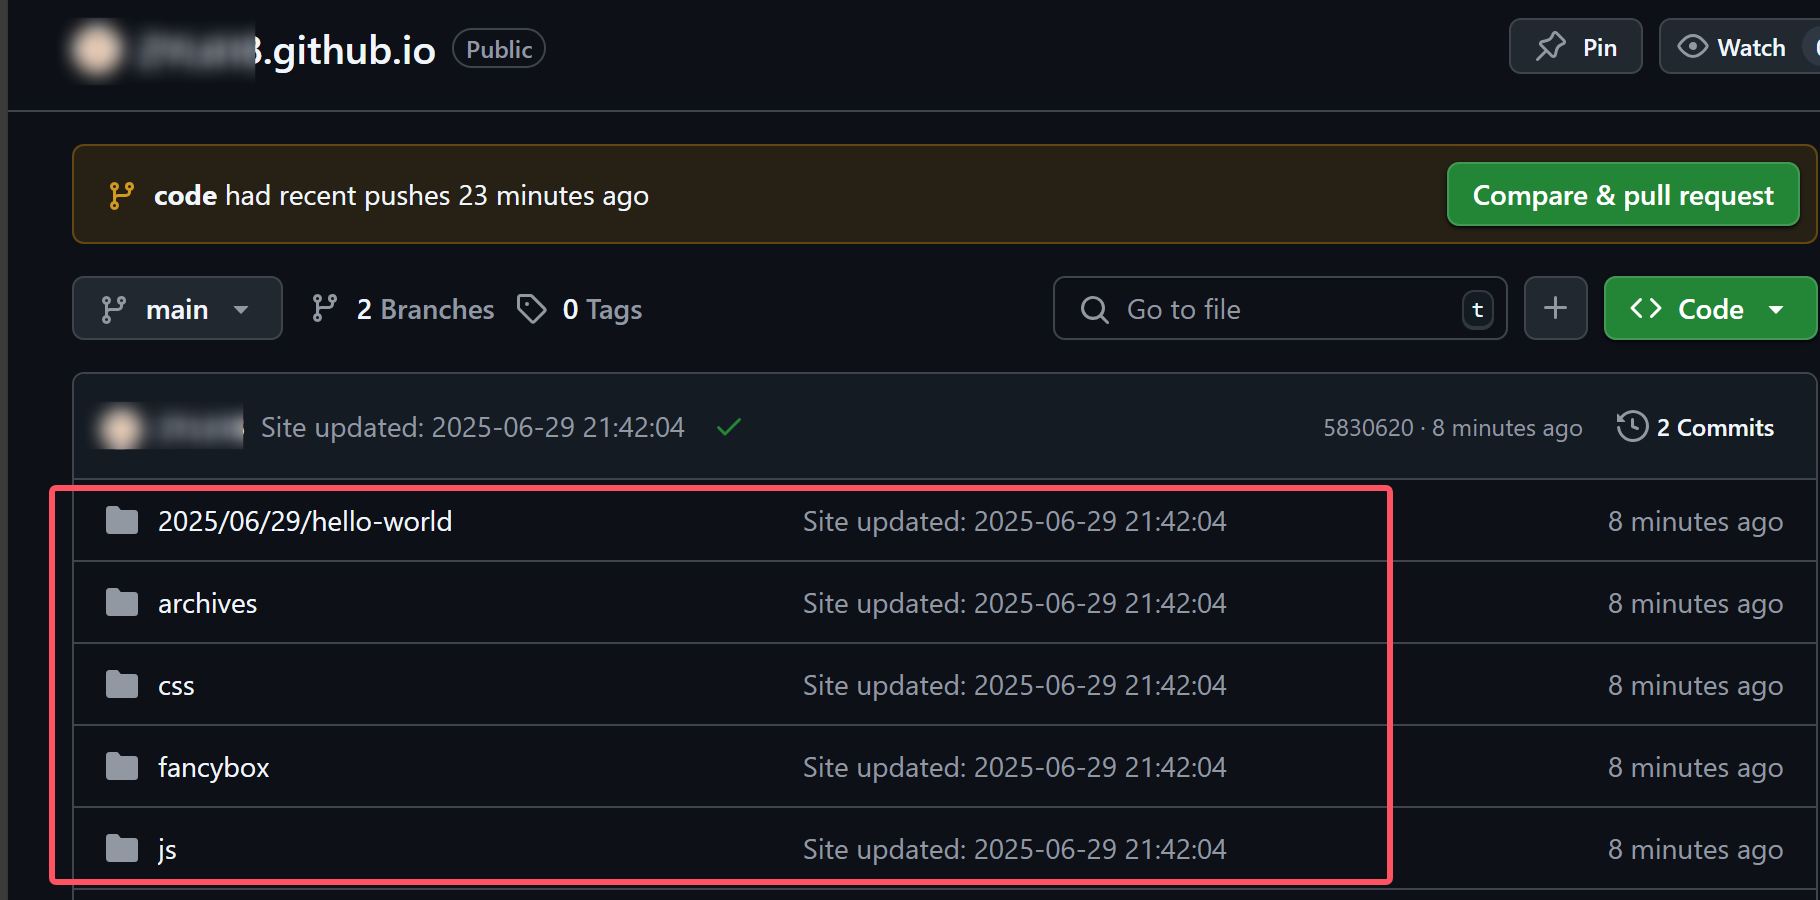 .github.io Public
Pin
Watch
code had recent pushes 23 minutes ago
Compare & pull request
main
2 Branches
0 Tags
Go to file
t
Code
Site updated: 2025-06-29 21:42:04
5830620 · 8 minutes ago
2 Commits
2025/06/29/hello-world
Site updated: 2025-06-29 21:42:04
8 minutes ago
archives
Site updated: 2025-06-29 21:42:04
8 minutes ago
css
Site updated: 2025-06-29 21:42:04
8 minutes ago
fancybox
Site updated: 2025-06-29 21:42:04
8 minutes ago
js
Site updated: 2025-06-29 21:42:04
8 minutes ago